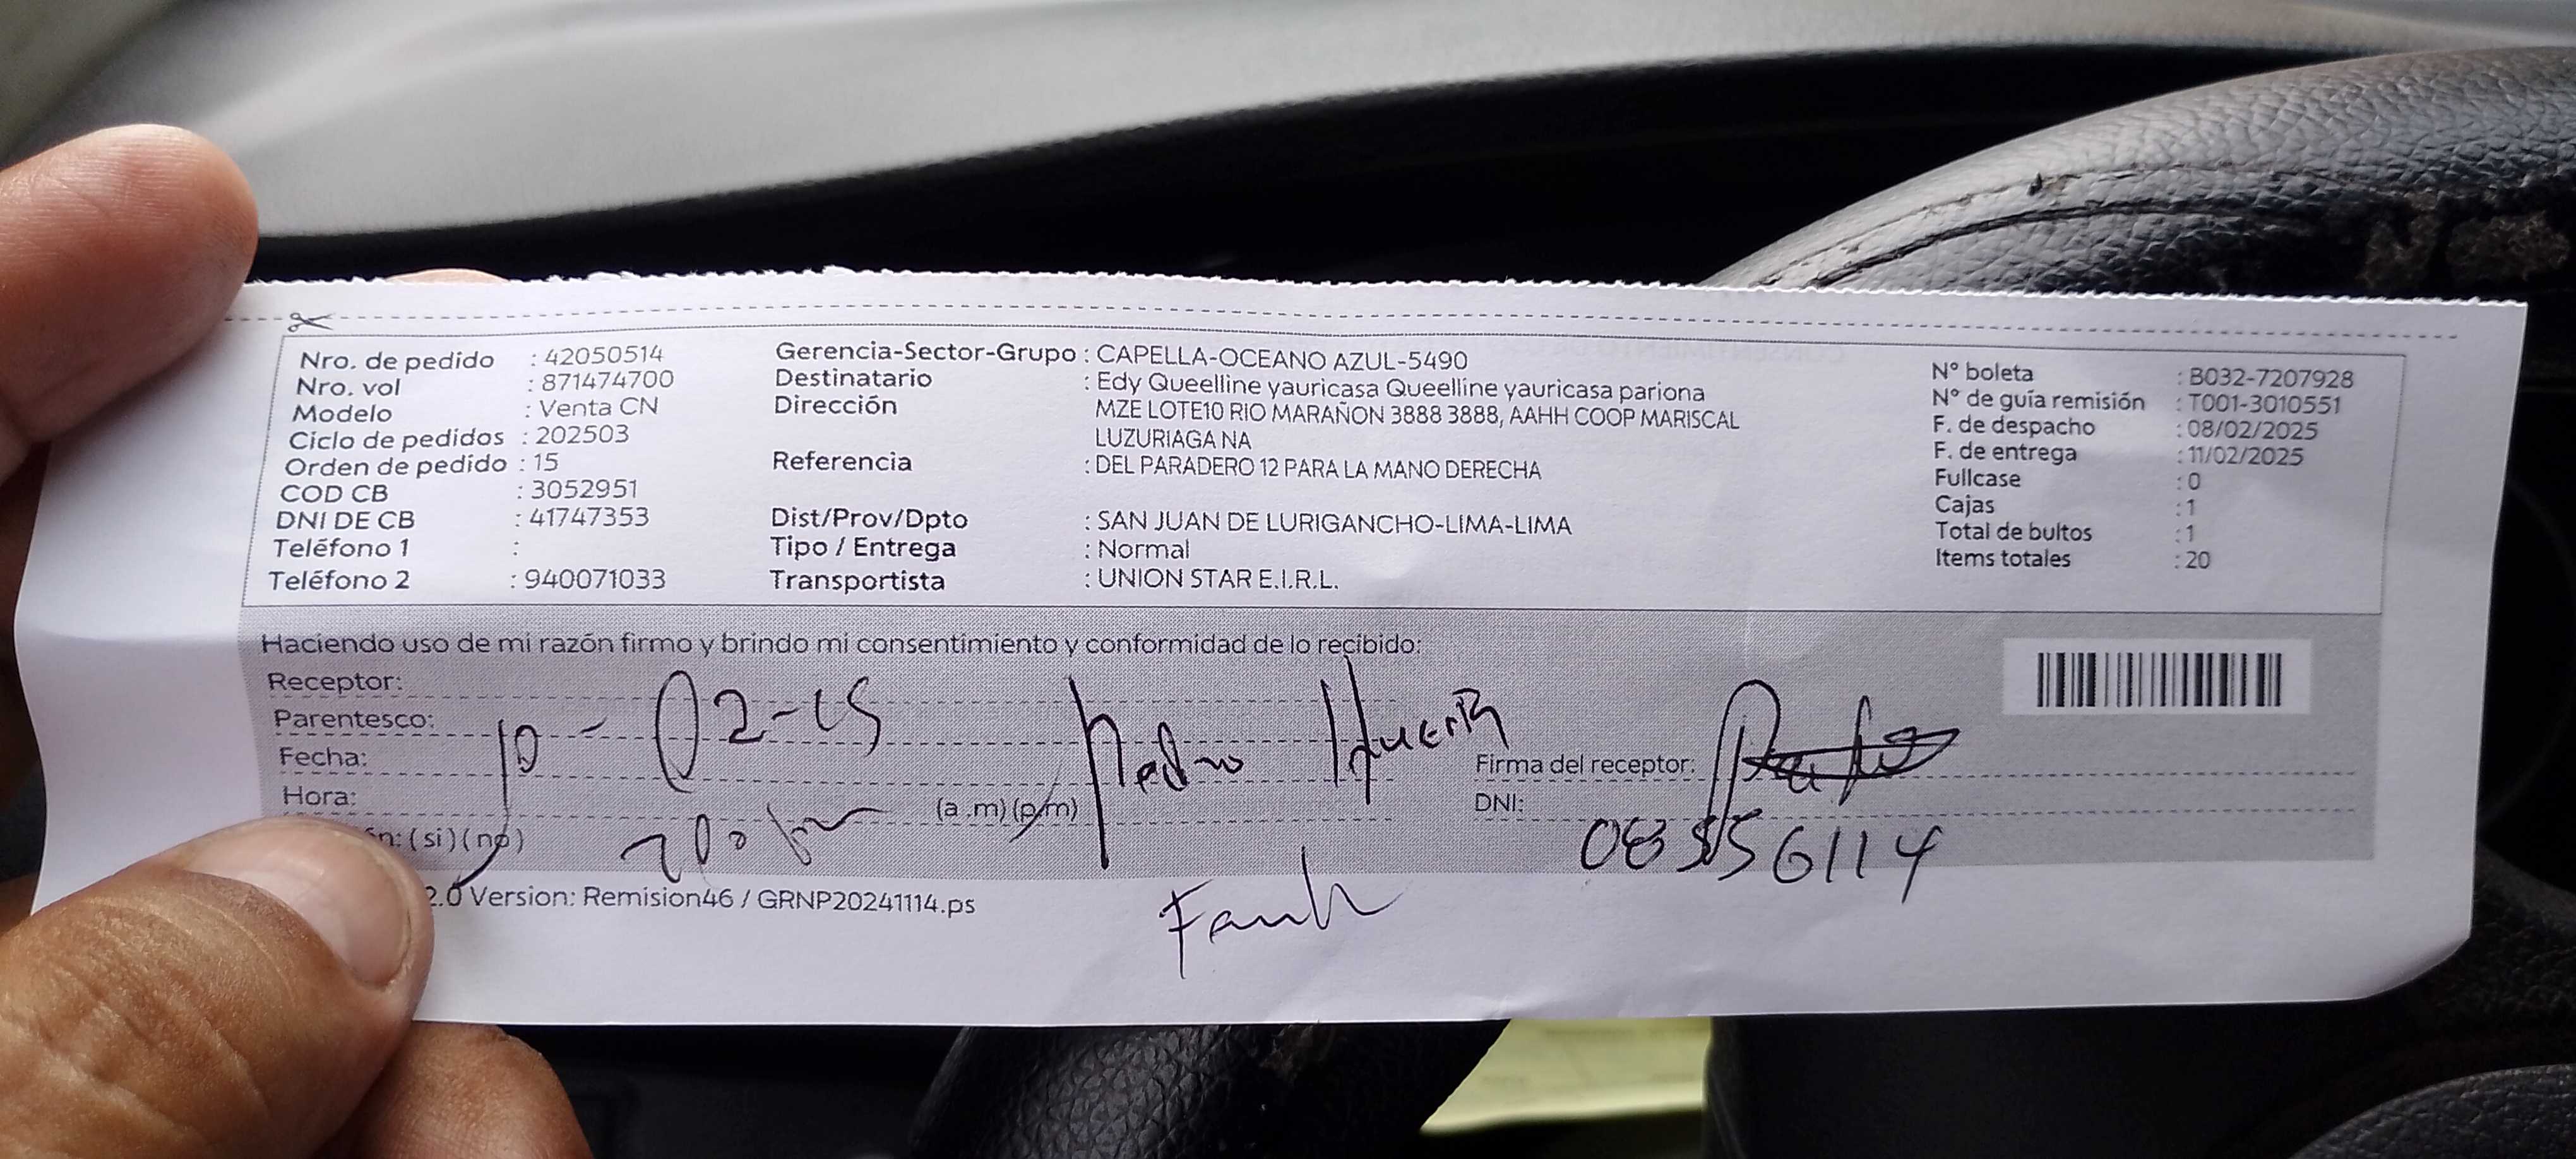 Nro. de pedido : 42050514
Nro. vol : 871474700
Modelo : Venta CN
Ciclo de pedidos : 202503
Orden de pedido : 15
COD CB : 3052951
DNI DE CB : 41747353
Teléfono 1 :
Teléfono 2 : 940071033
Gerencia-Sector-Grupo : CAPELLA-OCEANO AZUL-5490
Destinatario : Edy Queelline yauricasa Queelline yauricasa pariona
Dirección MZE LOTE10 RIO MARAÑON 3888 3888, AAHH COOP MARISCAL
LUZURIAGA NA
Referencia : DEL PARADERO 12 PARA LA MANO DERECHA
Dist/Prov/Dpto : SAN JUAN DE LURIGANCHO-LIMA-LIMA
Tipo / Entrega : Normal
Transportista : UNION STAR E.I.R.L.
N° boleta : B032-7207928
N° de guía remisión : T001-3010551
F. de despacho : 08/02/2025
F. de entrega : 11/02/2025
Fullcase : 0
Cajas : 1
Total de bultos : 1
Items totales : 20
Haciendo uso de mi razón firmo y brindo mi consentimiento y conformidad de lo recibido:
Receptor:
Parentesco:
Fecha: 10-02-25
Pedro Huerta
Hora: (a .m) (p.m)
Firma del receptor:
DNI: 08556114
n: (si) (no)
2.0 Version: Remision46 / GRNP20241114.ps